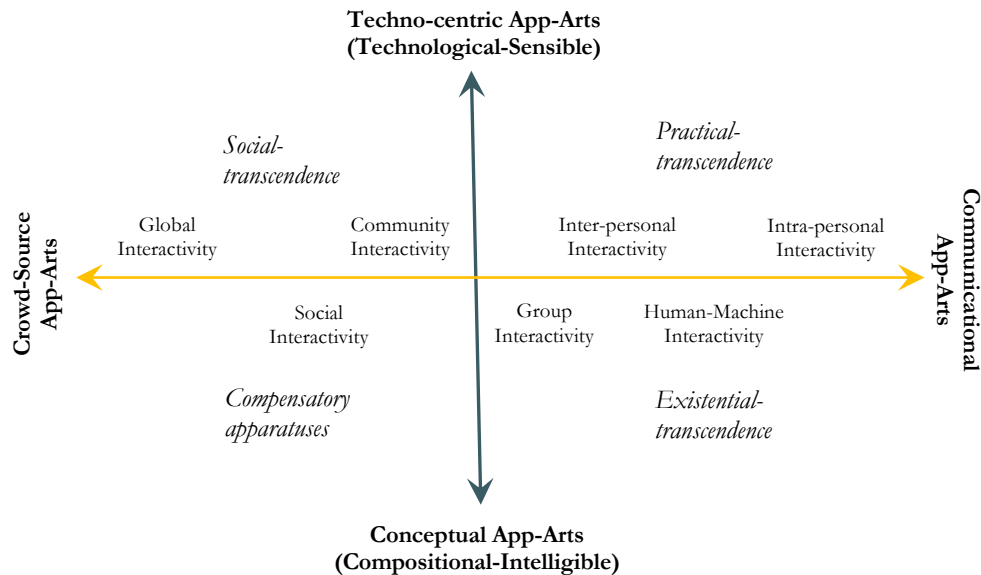 Techno-centric App-Arts
(Technological-Sensible)
Social-
transcendence
Practical-
transcendence
Crowd-Source
App-Arts
Global
Interactivity
Community
Interactivity
Inter-personal
Interactivity
Intra-personal
Interactivity
Communicational
App-Arts
Social
Interactivity
Group
Interactivity
Human-Machine
Interactivity
Compensatory
apparatuses
Existential-
transcendence
Conceptual App-Arts
(Compositional-Intelligible)